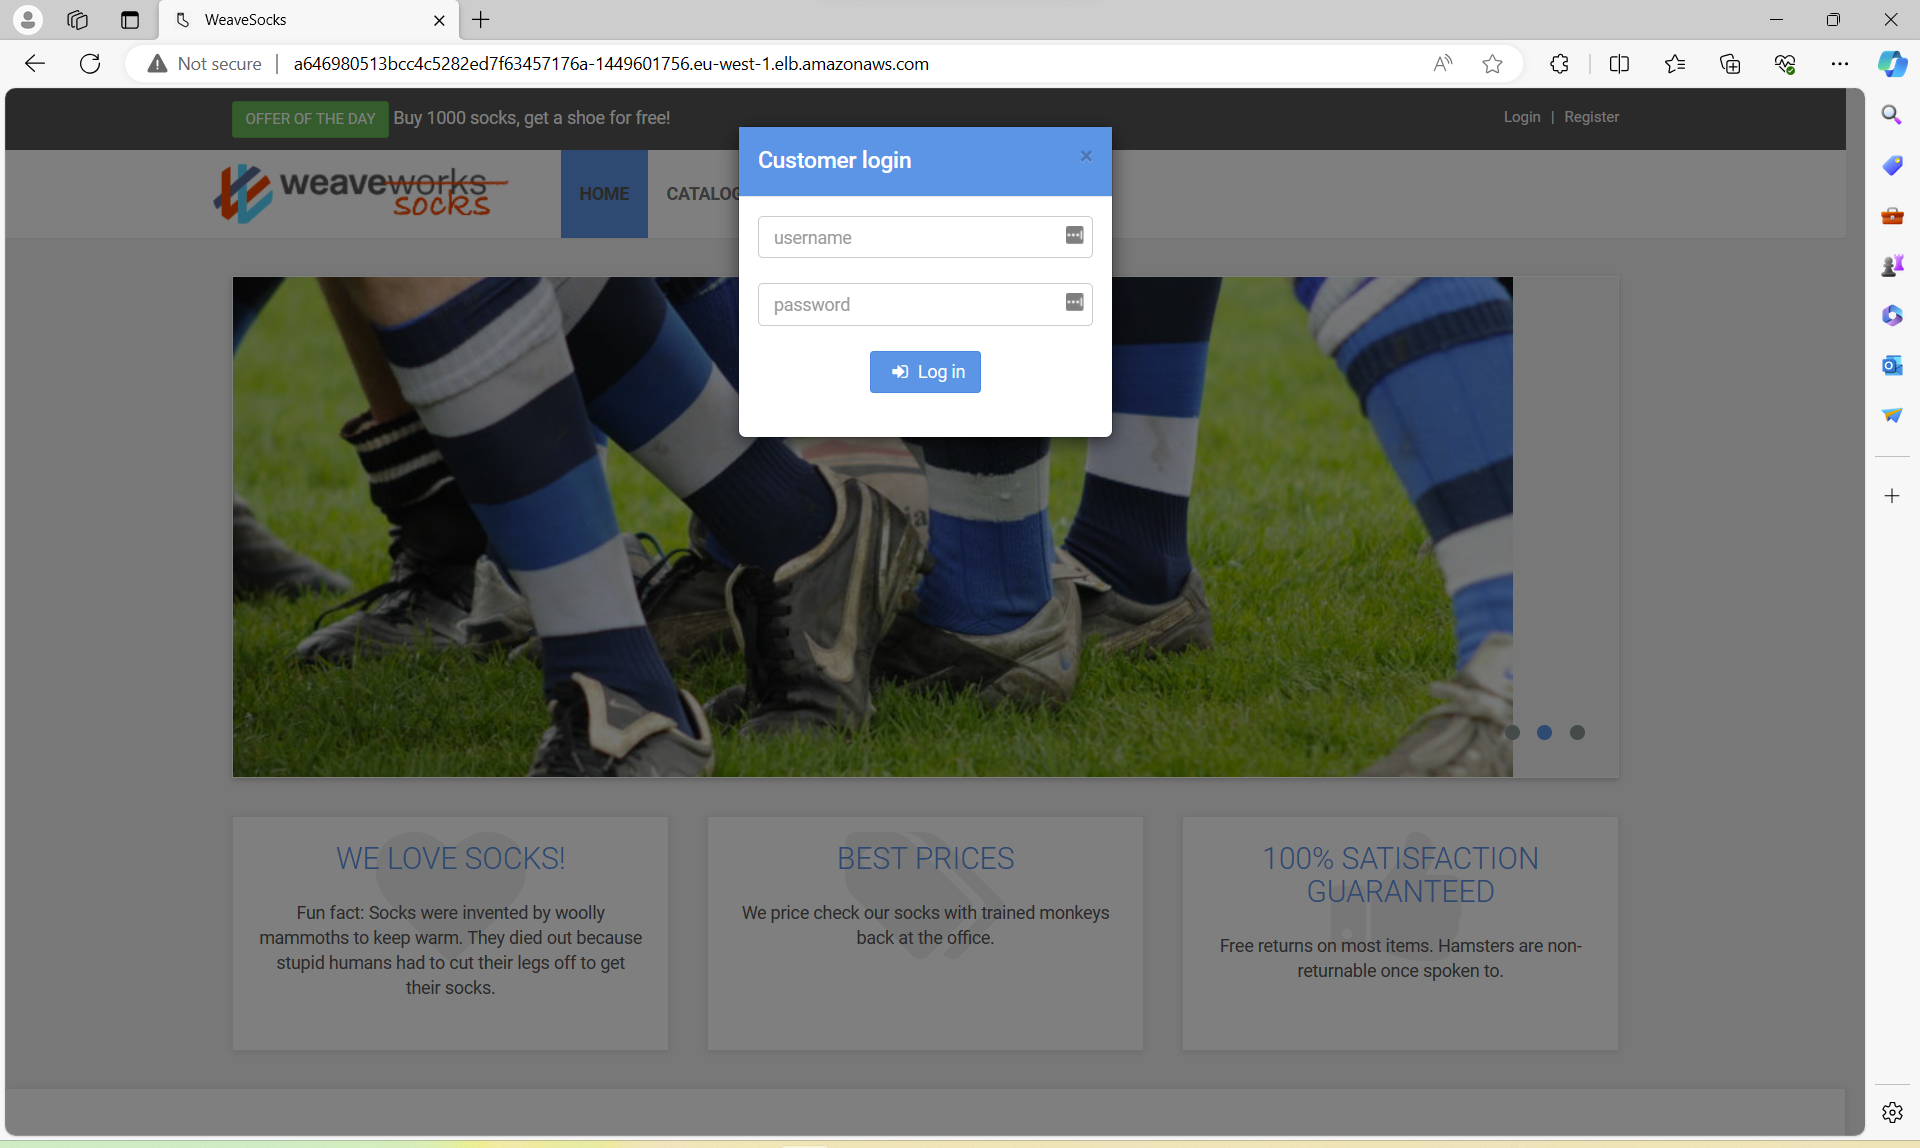 WeaveSocks
Not secure
a646980513bcc4c5282ed7f63457176a-1449601756.eu-west-1.elb.amazonaws.com
OFFER OF THE DAY Buy 1000 socks, get a shoe for free!
Login | Register
Customer login ×
weaveworks
socks
HOME
username
password
Log in
WE LOVE SOCKS!
Fun fact: Socks were invented by woolly
mammoths to keep warm. They died out because
stupid humans had to cut their legs off to get
their socks.
BEST PRICES
We price check our socks with trained monkeys
back at the office.
100% SATISFACTION
GUARANTEED
Free returns on most items. Hamsters are non-
returnable once spoken to.